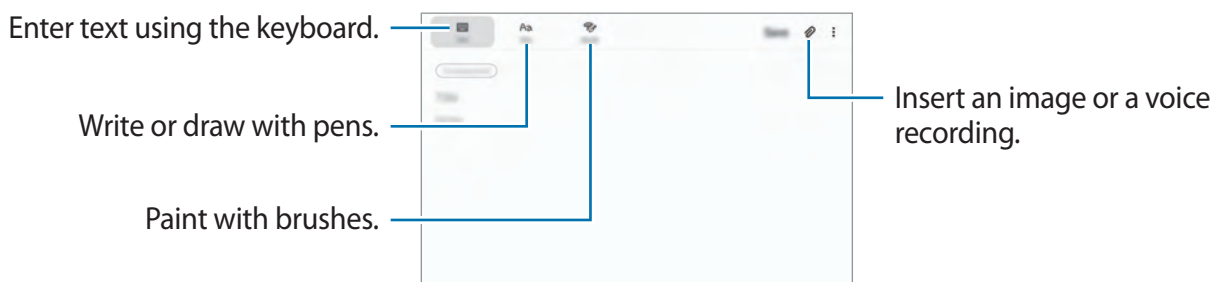 Enter text using the keyboard.
Aa
Write or draw with pens.
Paint with brushes.
Insert an image or a voice
recording.